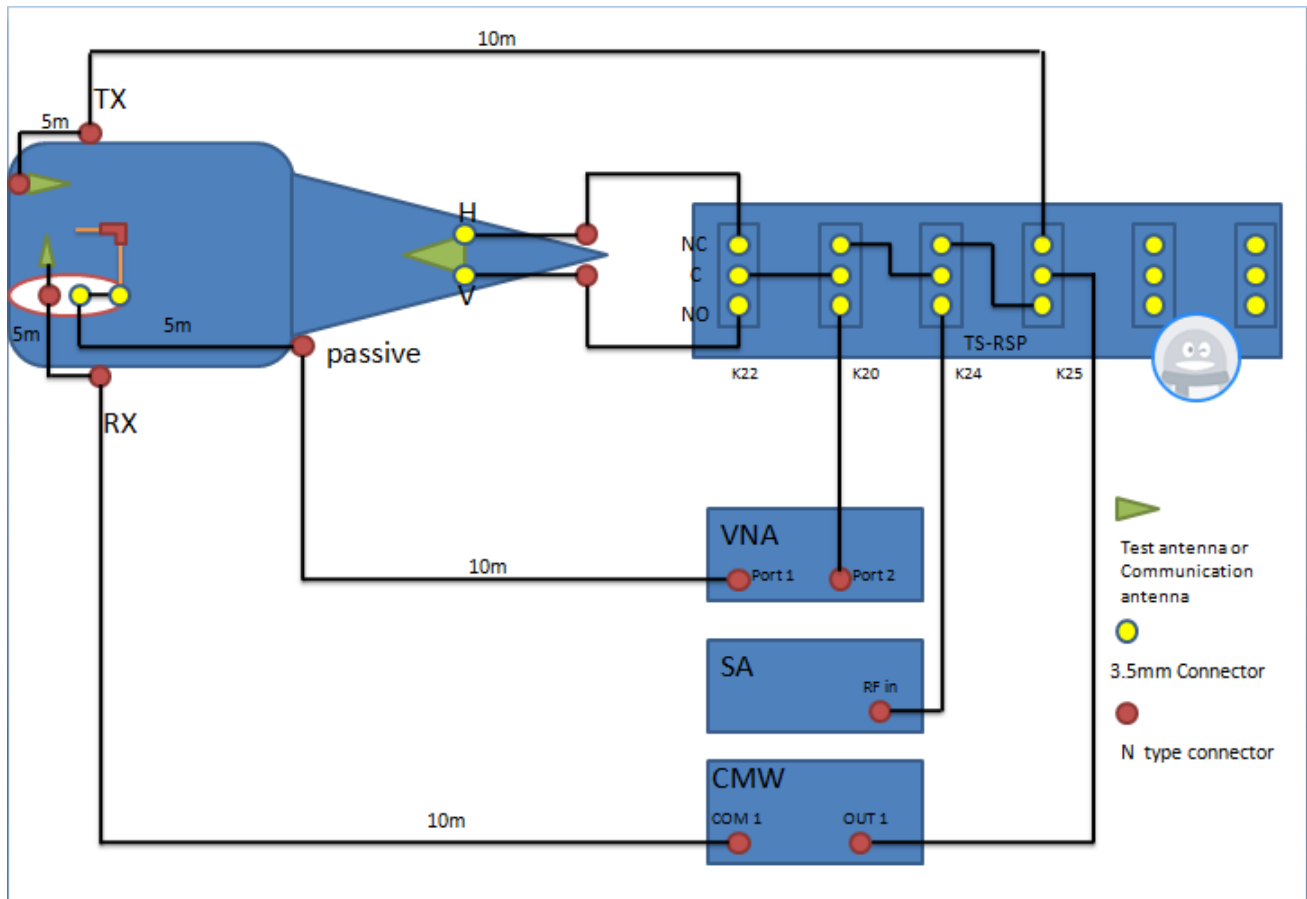 10m
TX
5m
H
NC
C
V
NO
5m
5m
TS-RSP
passive
K22
K20
K24
K25
RX
VNA
Port 1
Port 2
10m
Test antenna or
Communication
antenna
SA
RF in
3.5mm Connector
N type connector
CMW
COM 1
OUT 1
10m